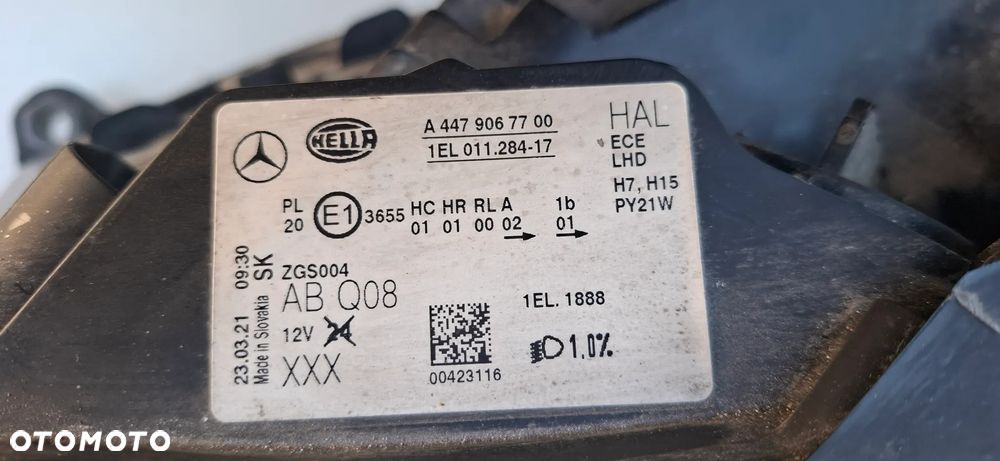 HELLA
A 447 906 77 00
1EL 011.284-17
HAL
ECE
LHD
H7, H15
PY21W
PL
20
E1
3655
HC HR RL A 1b
01 01 00 02 01
23.03.21 09:30
Made in Slovakia SK
ZGS004
AB Q08
12V 24
XXX
00423116
1EL. 1888
1.0%
OTOMOTO